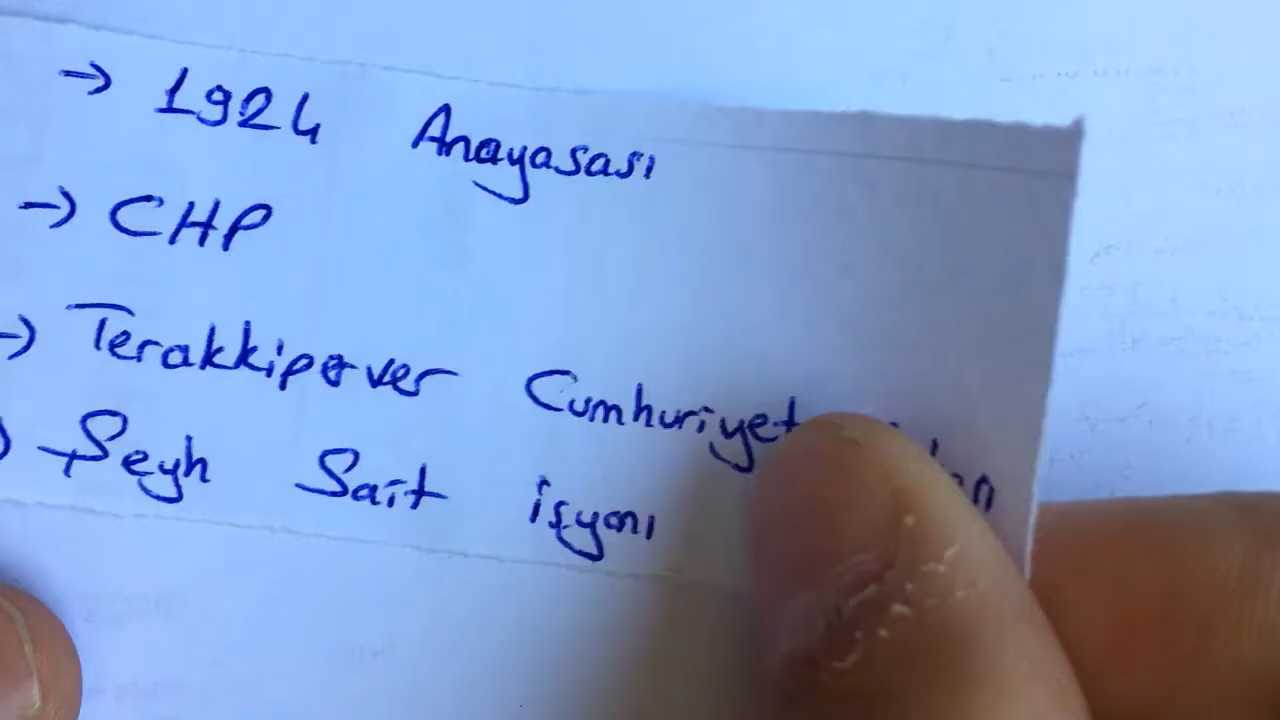 → 1924 Anayasası
→ CHP
→ Terakkiperver Cumhuriyet
→ Şeyh Sait isyanı